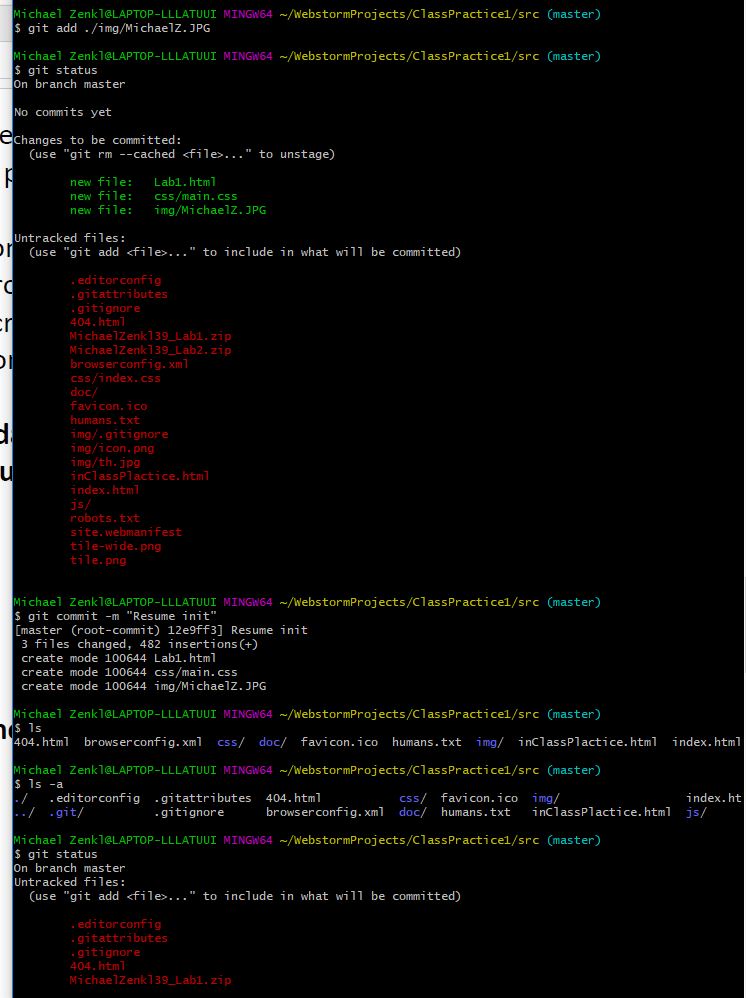 Michael Zenkl@LAPTOP-LLLATUUI MINGW64 ~/WebstormProjects/ClassPractice1/src (master)
$ git add ./img/MichaelZ.JPG
Michael Zenkl@LAPTOP-LLLATUUI MINGW64 ~/WebstormProjects/ClassPractice1/src (master)
$ git status
On branch master
No commits yet
Changes to be committed:
  (use "git rm --cached <file>..." to unstage)
        new file:   Lab1.html
        new file:   css/main.css
        new file:   img/MichaelZ.JPG
Untracked files:
  (use "git add <file>..." to include in what will be committed)
        .editorconfig
        .gitattributes
        .gitignore
        404.html
        MichaelZenkl39_Lab1.zip
        MichaelZenkl39_Lab2.zip
        browserconfig.xml
        css/index.css
        doc/
        favicon.ico
        humans.txt
        img/.gitignore
        img/icon.png
        img/th.jpg
        inClassPlactice.html
        index.html
        js/
        robots.txt
        site.webmanifest
        tile-wide.png
        tile.png
Michael Zenkl@LAPTOP-LLLATUUI MINGW64 ~/WebstormProjects/ClassPractice1/src (master)
$ git commit -m "Resume init"
[master (root-commit) 12e9ff3] Resume init
 3 files changed, 482 insertions(+)
 create mode 100644 Lab1.html
 create mode 100644 css/main.css
 create mode 100644 img/MichaelZ.JPG
Michael Zenkl@LAPTOP-LLLATUUI MINGW64 ~/WebstormProjects/ClassPractice1/src (master)
$ ls
404.html  browserconfig.xml  css/  doc/  favicon.ico  humans.txt  img/  inClassPlactice.html  index.html
Michael Zenkl@LAPTOP-LLLATUUI MINGW64 ~/WebstormProjects/ClassPractice1/src (master)
$ ls -a
./   .editorconfig  .gitattributes  404.html           css/  favicon.ico  img/                  index.ht
../  .git/          .gitignore      browserconfig.xml  doc/  humans.txt   inClassPlactice.html  js/
Michael Zenkl@LAPTOP-LLLATUUI MINGW64 ~/WebstormProjects/ClassPractice1/src (master)
$ git status
On branch master
Untracked files:
  (use "git add <file>..." to include in what will be committed)
        .editorconfig
        .gitattributes
        .gitignore
        404.html
        MichaelZenkl39_Lab1.zip